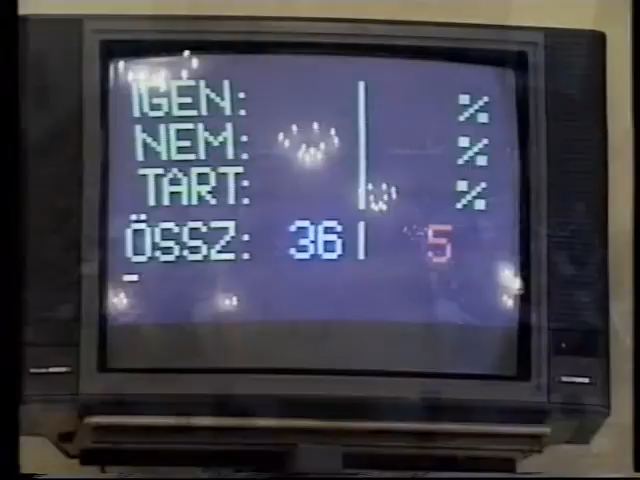 IGEN: | %
NEM: | %
TART: | %
ÖSSZ: 36 | 5